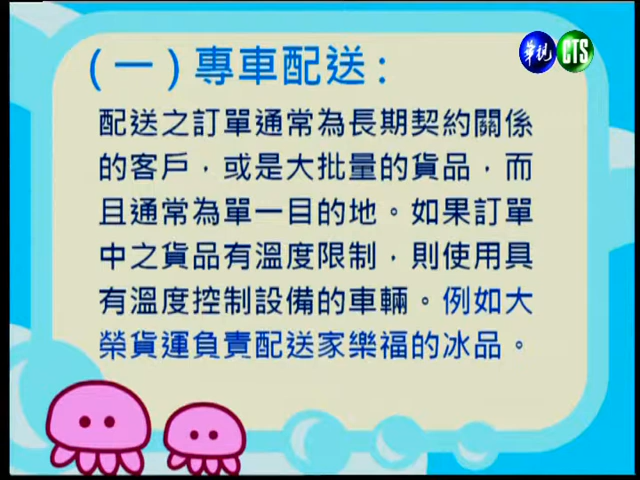 華視 CTS
(一)專車配送:
配送之訂單通常為長期契約關係
的客戶，或是大批量的貨品，而
且通常為單一目的地。如果訂單
中之貨品有溫度限制，則使用具
有溫度控制設備的車輛。例如大
榮貨運負責配送家樂福的冰品。